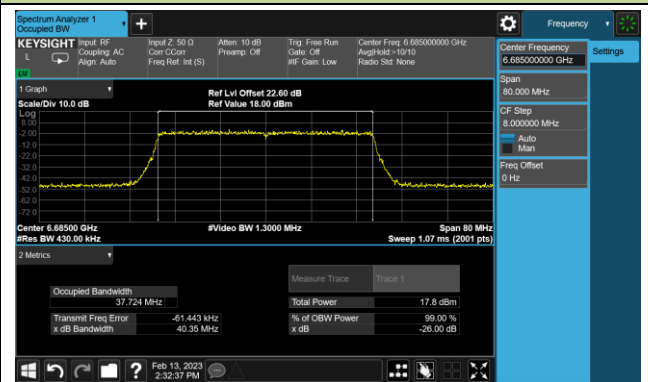 Spectrum Analyzer 1
Occupied BW
Frequency
KEYSIGHT
L
Input: RF
Coupling: AC
Align: Auto
Input Z: 50 Ω
Corr CCorr
Freq Ref: Int (S)
Atten: 10 dB
Preamp: Off
Trig: Free Run
Gate: Off
#IF Gain: Low
Center Freq: 6.685000000 GHz
Avg|Hold:>10/10
Radio Std: None
Center Frequency
6.685000000 GHz
Settings
Span
80.000 MHz
CF Step
8.000000 MHz
Auto
Man
Freq Offset
0 Hz
1 Graph
Scale/Div 10.0 dB
Ref Lvl Offset 22.60 dB
Ref Value 18.00 dBm
Log
8.00
-2.00
-12.0
-22.0
-32.0
-42.0
-52.0
-62.0
-72.0
Center 6.68500 GHz
#Video BW 1.3000 MHz
Span 80 MHz
#Res BW 430.00 kHz
Sweep 1.07 ms (2001 pts)
2 Metrics
Measure Trace
Trace 1
Occupied Bandwidth
37.724 MHz
Total Power
17.8 dBm
Transmit Freq Error
-61.443 kHz
% of OBW Power
99.00 %
x dB Bandwidth
40.35 MHz
x dB
-26.00 dB
?
Feb 13, 2023
2:32:37 PM